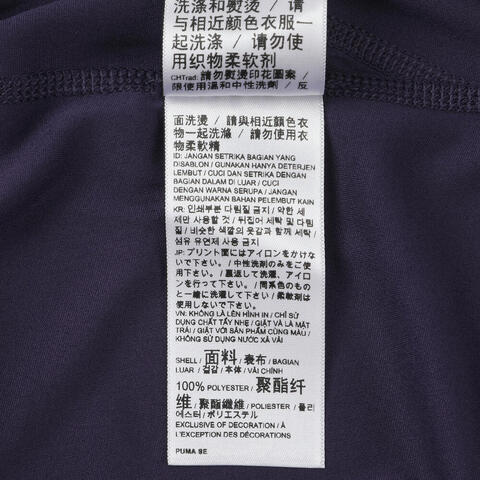 洗涤和熨烫 / 请
与相近颜色衣服一
起洗涤 / 请勿使
用织物柔软剂
CHTrad: 請勿熨燙印花圖案 /
限使用溫和中性洗劑 / 反
面洗燙 / 請與相近顏色衣
物一起洗滌 / 請勿使用衣
物柔軟精
ID: JANGAN SETRIKA BAGIAN YANG
DISABLON / GUNAKAN HANYA DETERJEN
LEMBUT / CUCI DAN SETRIKA DENGAN
BAGIAN DALAM DI LUAR / CUCI
DENGAN WARNA SERUPA / JANGAN
MENGGUNAKAN BAHAN PELEMBUT KAIN
KR: 인쇄부분 다림질 금지 / 약한 세
제만 사용할 것 / 뒤집어 세탁 및 다림
질 / 비슷한 색깔의 옷감과 함께 세탁 /
섬유 유연제 사용 금지
JP: プリント面にはアイロンをかけな
いで下さい。 / 中性洗剤のみをご使
用下さい。 / 裏返して洗濯、アイロ
ンを行って下さい。 / 同系色のもの
と一緒に洗濯して下さい / 柔軟剤は
使用しないで下さい。
VN: KHÔNG LÀ LÊN HÌNH IN / CHỈ SỬ
DỤNG CHẤT TẨY NHẸ / GIẶT VÀ LÀ MẶT
TRÁI / GIẶT VỚI SẢN PHẨM CÙNG MÀU /
KHÔNG SỬ DỤNG NƯỚC XẢ VẢI
SHELL / 面料 / 表布 / BAGIAN
LUAR / 겉감 / 本体 / VẢI CHÍNH
100% POLYESTER / 聚酯纤
维 / 聚酯纖維 / POLIESTER / 폴리
에스터 / ポリエステル
EXCLUSIVE OF DECORATION / À
L'EXCEPTION DES DÉCORATIONS
PUMA SE